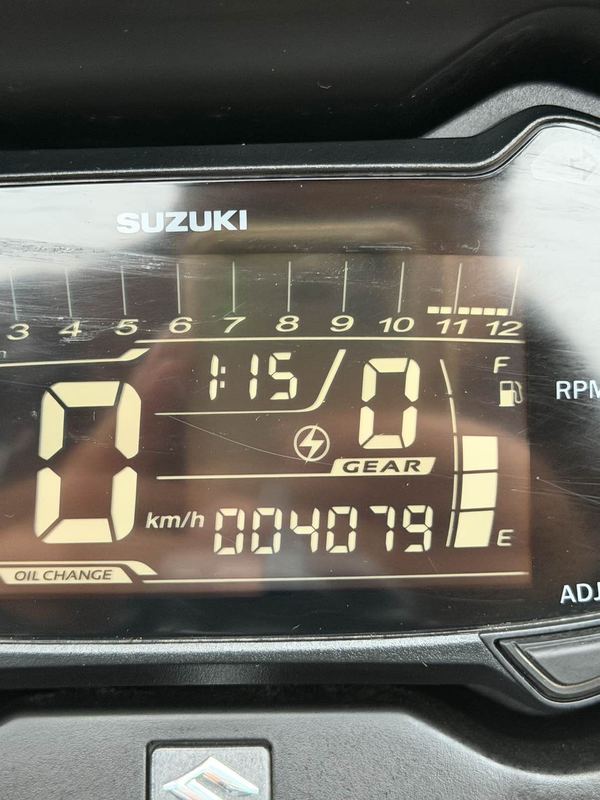 SUZUKI
3 4 5 6 7 8 9 10 11 12
1:15 0 F
RPM
GEAR
0 km/h 004079 E
OIL CHANGE
ADJ